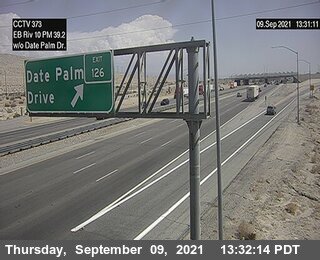 CCTV 373
09.Sep 2021 13:31:11
EB Riv 10 PM 39.2
w/o Date Palm Dr.
Date Palm
Drive
EXIT
126
Thursday, September 09, 2021 13:32:14 PDT